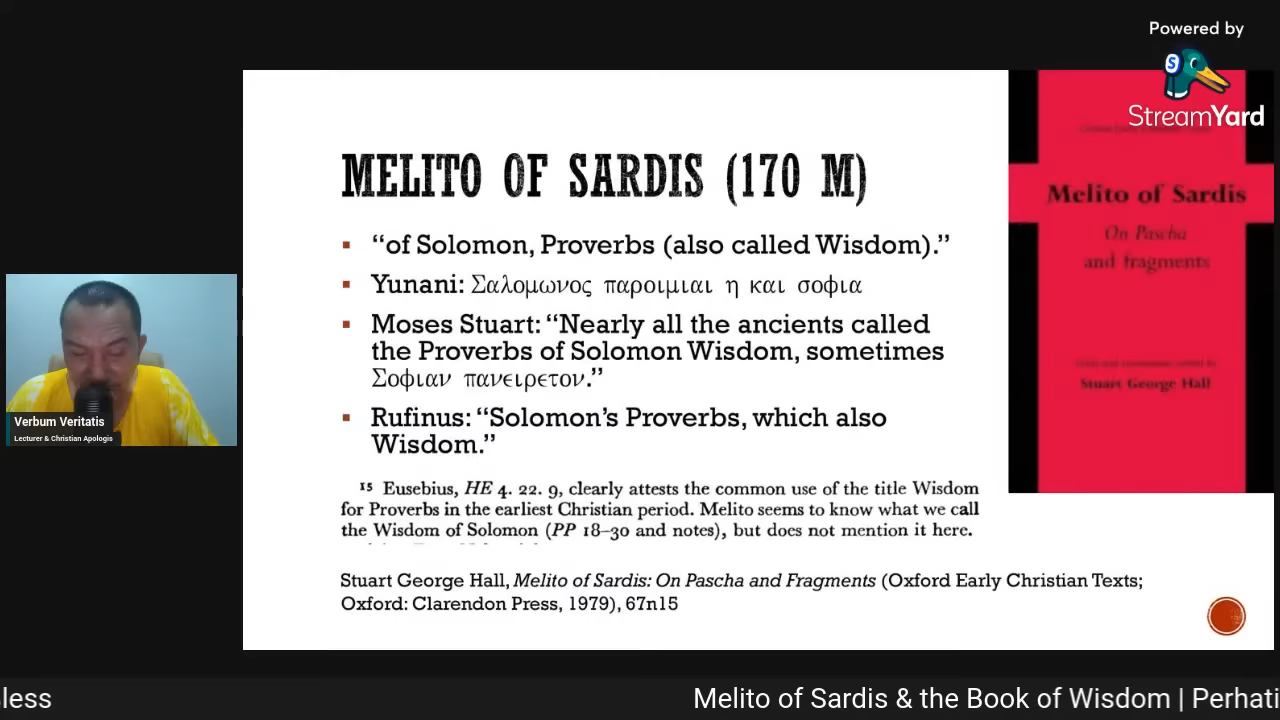 Powered by
StreamYard
MELITO OF SARDIS (170 M)
▪ “of Solomon, Proverbs (also called Wisdom).”
▪ Yunani: Σαλομωνος παροιμιαι η και σοφια
▪ Moses Stuart: “Nearly all the ancients called
the Proverbs of Solomon Wisdom, sometimes
Σοφιαν πανειρετον.”
▪ Rufinus: “Solomon’s Proverbs, which also
Wisdom.”
15 Eusebius, HE 4. 22. 9, clearly attests the common use of the title Wisdom
for Proverbs in the earliest Christian period. Melito seems to know what we call
the Wisdom of Solomon (PP 18–30 and notes), but does not mention it here.
Stuart George Hall, Melito of Sardis: On Pascha and Fragments (Oxford Early Christian Texts;
Oxford: Clarendon Press, 1979), 67n15
Melito of Sardis
On Pascha
and fragments
Stuart George Hall
Verbum Veritatis
Lecturer & Christian Apologis
less
Melito of Sardis & the Book of Wisdom | Perhati